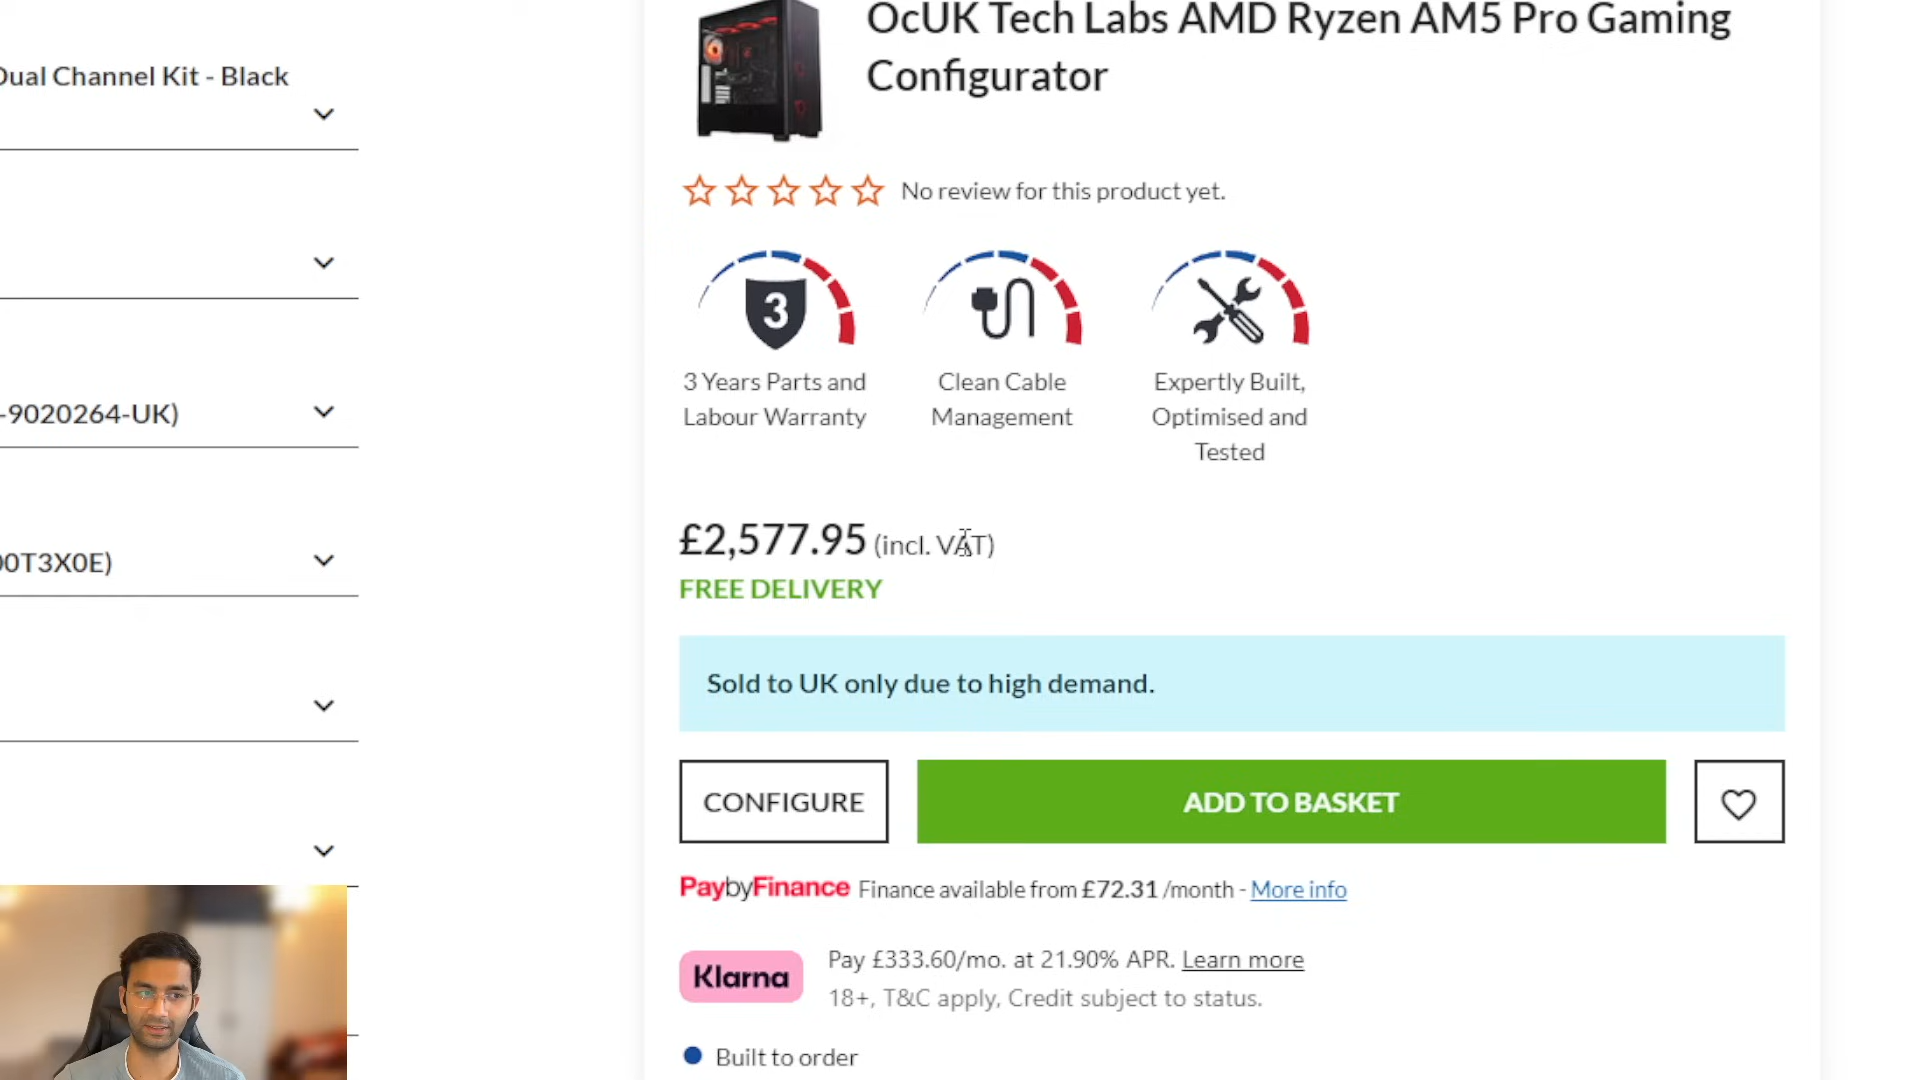 Dual Channel Kit - Black
-9020264-UK)
00T3X0E)
OcUK Tech Labs AMD Ryzen AM5 Pro Gaming
Configurator
No review for this product yet.
3
3 Years Parts and
Labour Warranty
Clean Cable
Management
Expertly Built,
Optimised and
Tested
£2,577.95 (incl. VAT)
FREE DELIVERY
Sold to UK only due to high demand.
CONFIGURE
ADD TO BASKET
PaybyFinance Finance available from £72.31 /month - More info
Klarna
Pay £333.60/mo. at 21.90% APR. Learn more
18+, T&C apply, Credit subject to status.
Built to order